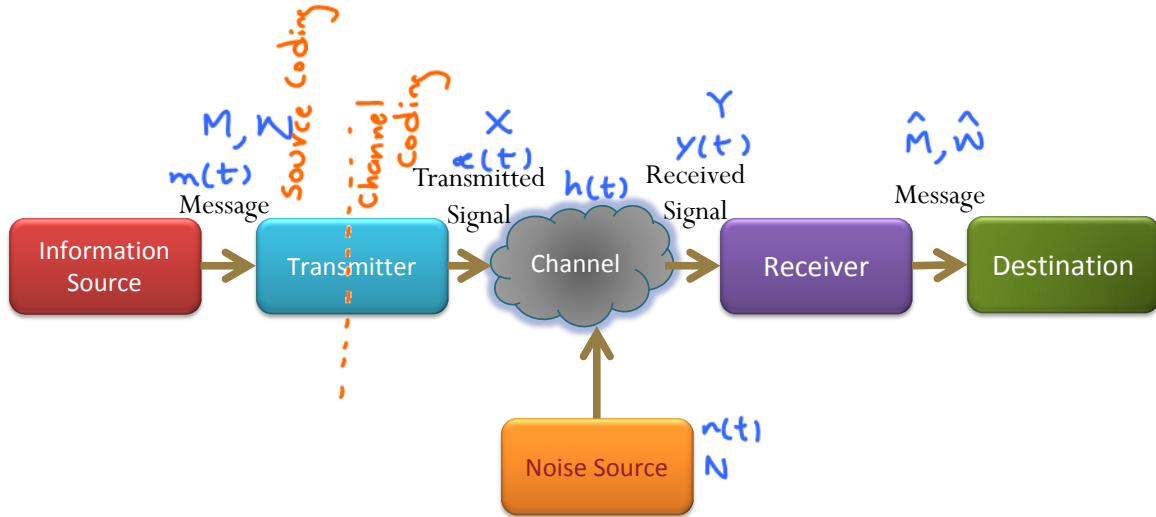 Source Coding
Channel
Coding
M, W
m(t)
Message
X
x(t)
Transmitted
Signal
h(t)
Y
y(t)
Received
Signal
M̂, Ŵ
Message
Information
Source
Transmitter
Channel
Receiver
Destination
Noise Source
n(t)
N